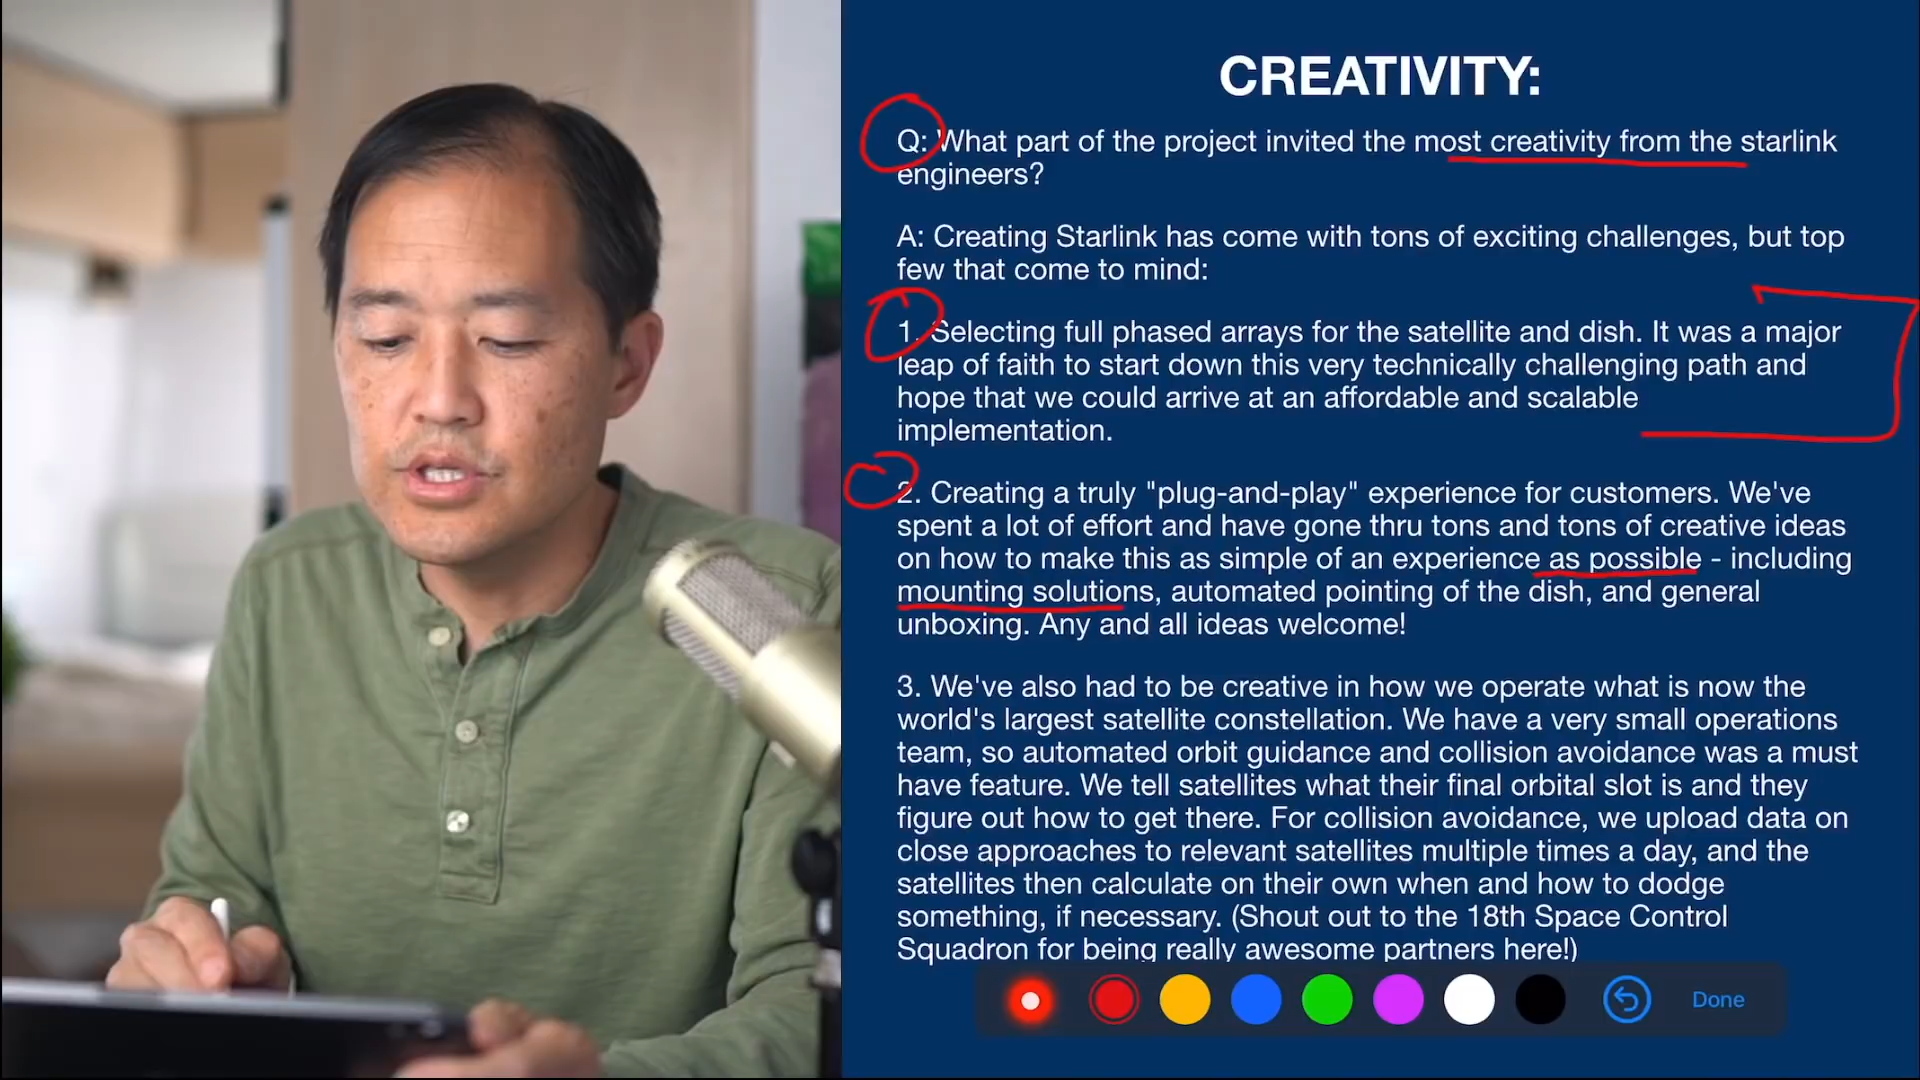 CREATIVITY:
Q: What part of the project invited the most creativity from the starlink
engineers?
A: Creating Starlink has come with tons of exciting challenges, but top
few that come to mind:
1. Selecting full phased arrays for the satellite and dish. It was a major
leap of faith to start down this very technically challenging path and
hope that we could arrive at an affordable and scalable
implementation.
2. Creating a truly "plug-and-play" experience for customers. We've
spent a lot of effort and have gone thru tons and tons of creative ideas
on how to make this as simple of an experience as possible - including
mounting solutions, automated pointing of the dish, and general
unboxing. Any and all ideas welcome!
3. We've also had to be creative in how we operate what is now the
world's largest satellite constellation. We have a very small operations
team, so automated orbit guidance and collision avoidance was a must
have feature. We tell satellites what their final orbital slot is and they
figure out how to get there. For collision avoidance, we upload data on
close approaches to relevant satellites multiple times a day, and the
satellites then calculate on their own when and how to dodge
something, if necessary. (Shout out to the 18th Space Control
Squadron for being really awesome partners here!)
Done